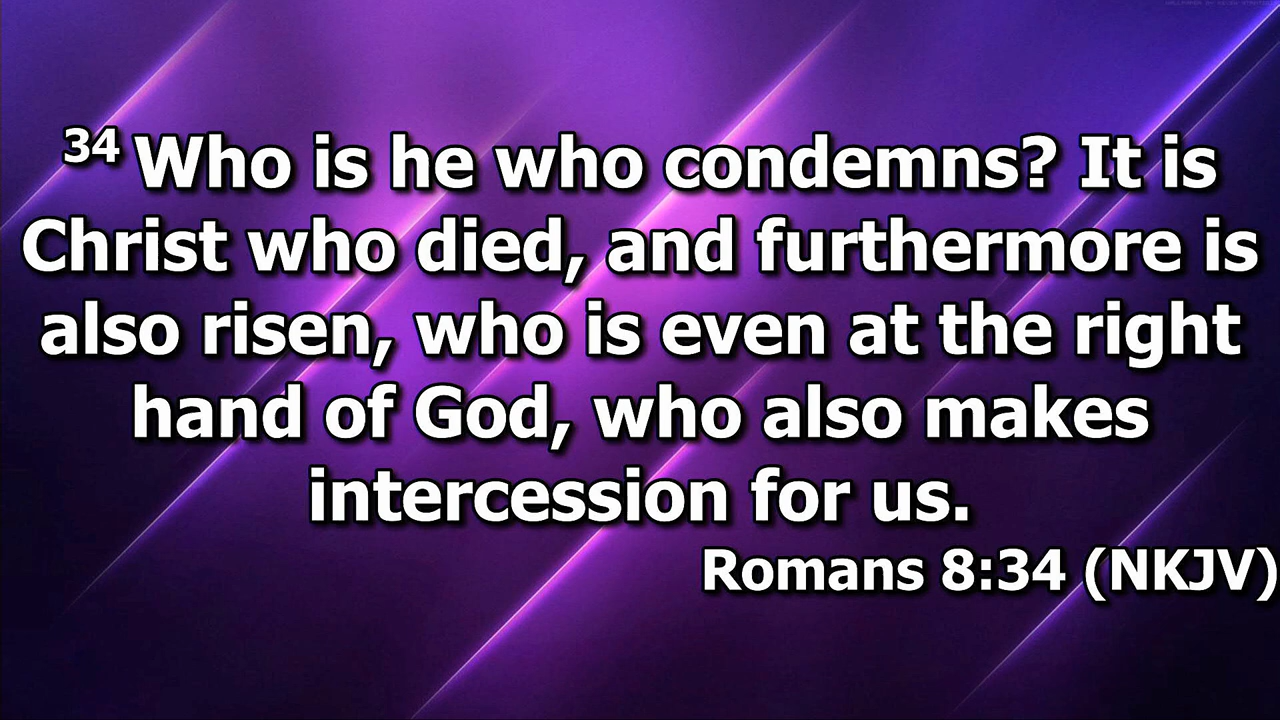 34 Who is he who condemns? It is
Christ who died, and furthermore is
also risen, who is even at the right
hand of God, who also makes
intercession for us.
Romans 8:34 (NKJV)